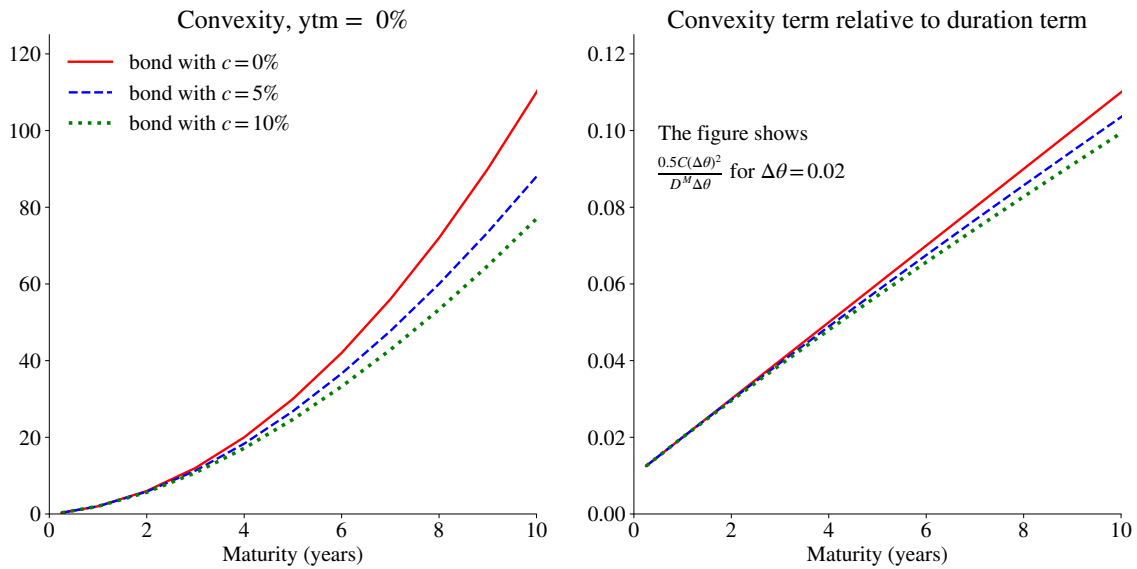 Convexity, ytm = 0%
120
100
80
60
40
20
0
bond with c = 0%
bond with c = 5%
bond with c = 10%
0 2 4 6 8 10
Maturity (years)
Convexity term relative to duration term
0.12
0.10
0.08
0.06
0.04
0.02
0.00
The figure shows
0.5C(Δθ)²
D^M Δθ
for Δθ = 0.02
0 2 4 6 8 10
Maturity (years)